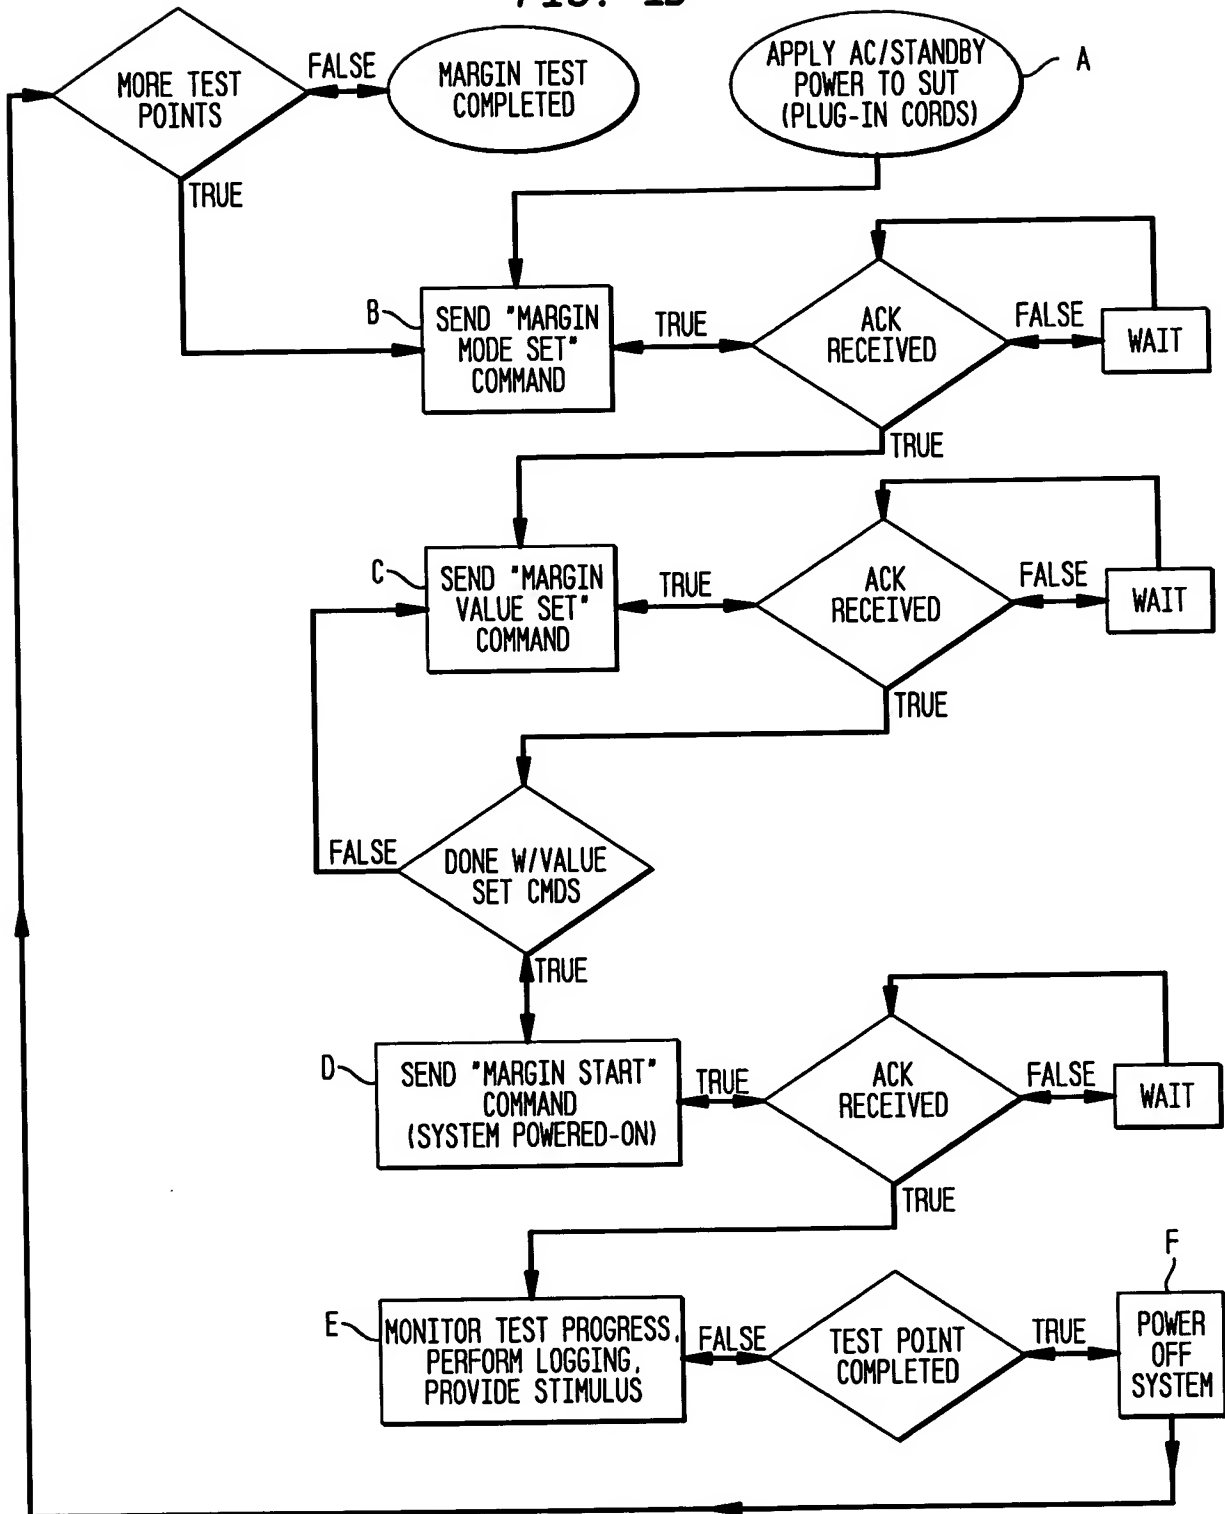 FIG. 1B
MORE TEST
POINTS
FALSE
MARGIN TEST
COMPLETED
APPLY AC/STANDBY
POWER TO SUT
(PLUG-IN CORDS)
A
TRUE
B
SEND "MARGIN
MODE SET"
COMMAND
TRUE
ACK
RECEIVED
FALSE
WAIT
TRUE
C
SEND "MARGIN
VALUE SET"
COMMAND
TRUE
ACK
RECEIVED
FALSE
WAIT
TRUE
FALSE
DONE W/VALUE
SET CMDS
TRUE
D
SEND "MARGIN START"
COMMAND
(SYSTEM POWERED-ON)
TRUE
ACK
RECEIVED
FALSE
WAIT
TRUE
E
MONITOR TEST PROGRESS,
PERFORM LOGGING,
PROVIDE STIMULUS
FALSE
TEST POINT
COMPLETED
TRUE
F
POWER
OFF
SYSTEM